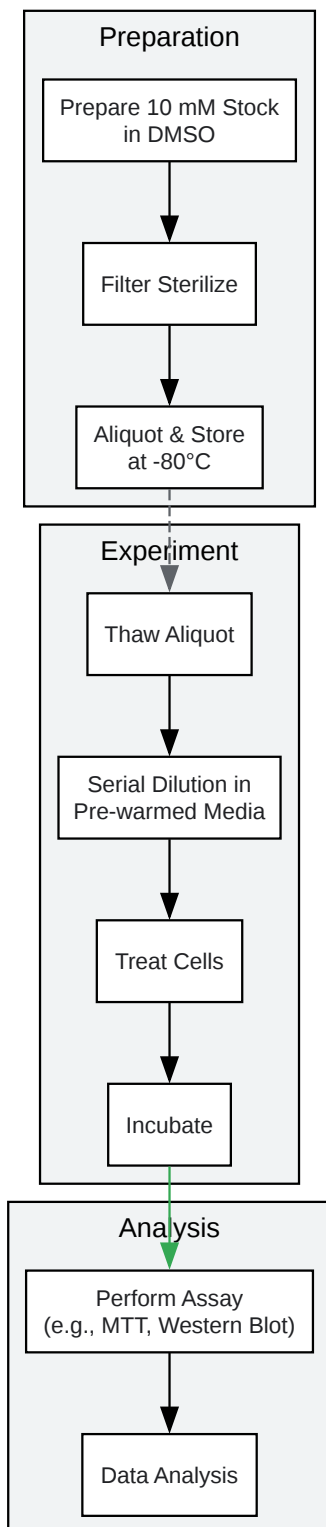 Preparation
Prepare 10 mM Stock
in DMSO
Filter Sterilize
Aliquot & Store
at -80°C
Experiment
Thaw Aliquot
Serial Dilution in
Pre-warmed Media
Treat Cells
Incubate
Analysis
Perform Assay
(e.g., MTT, Western Blot)
Data Analysis